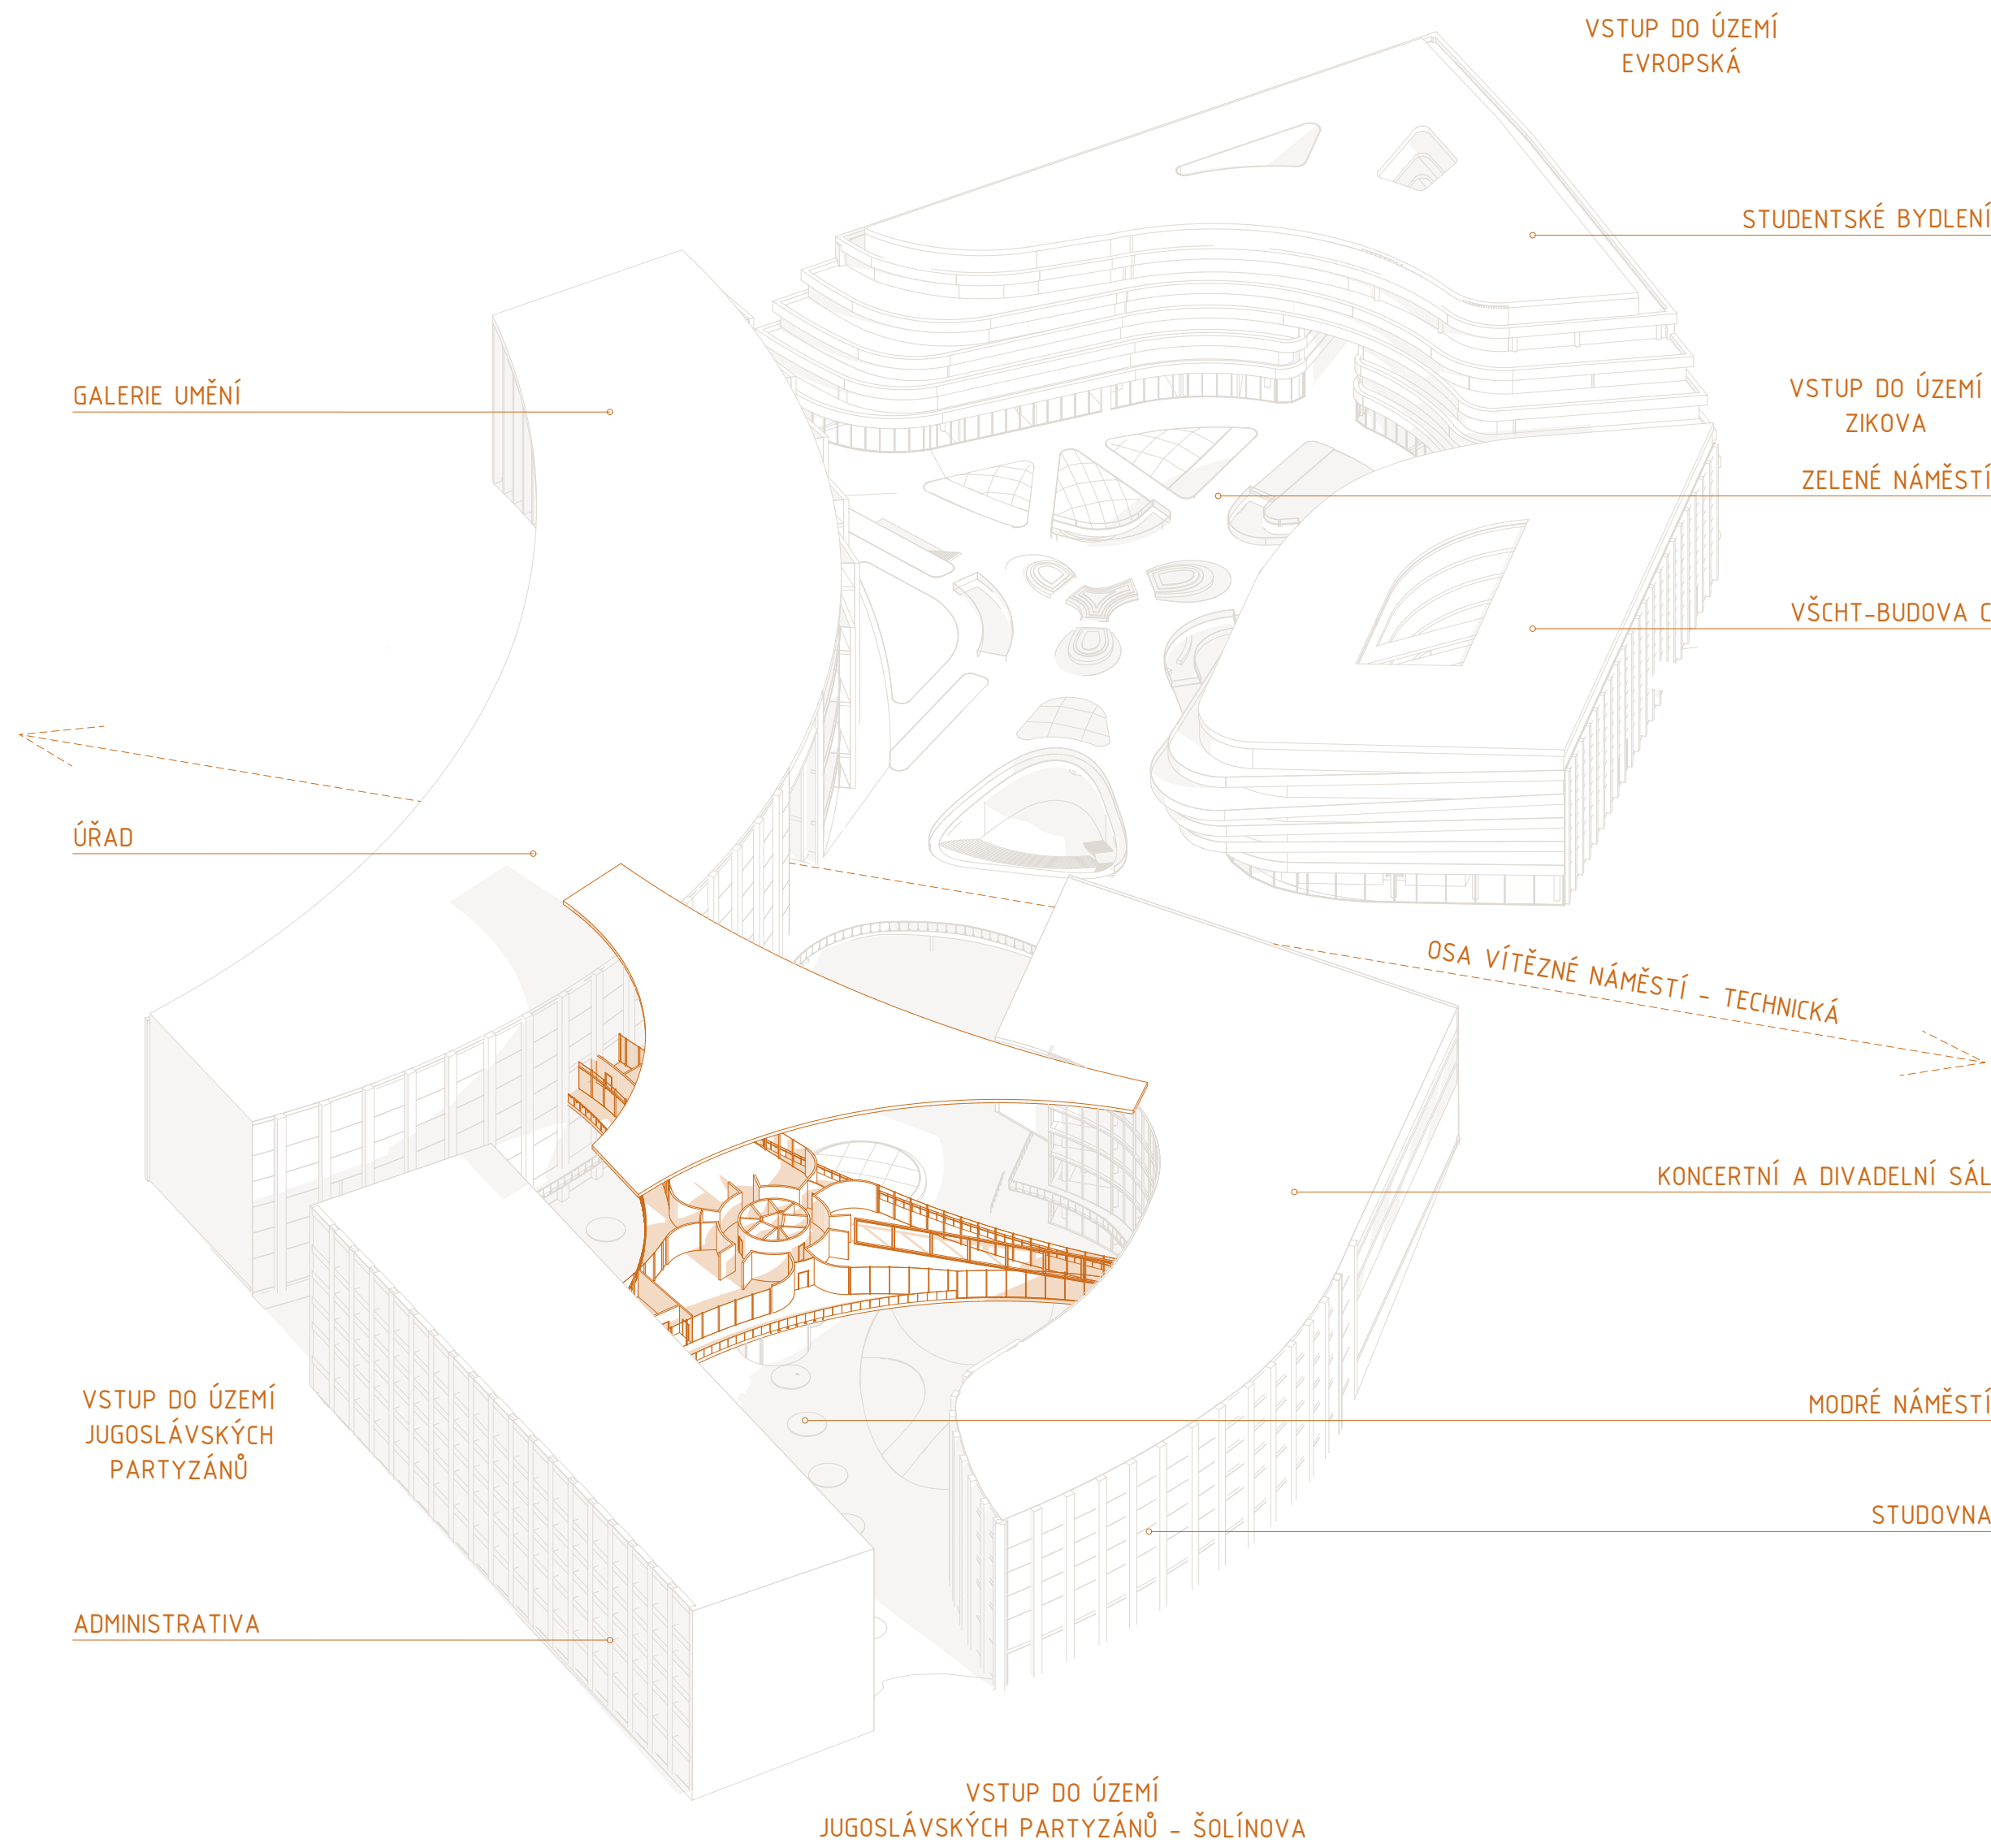 VSTUP DO ÚZEMÍ
EVROPSKÁ
STUDENTSKÉ BYDLENÍ
GALERIE UMĚNÍ
VSTUP DO ÚZEMÍ
ZIKOVA
ZELENÉ NÁMĚSTÍ
VŠCHT-BUDOVA C
ÚŘAD
OSA VÍTĚZNÉ NÁMĚSTÍ - TECHNICKÁ
KONCERTNÍ A DIVADELNÍ SÁL
VSTUP DO ÚZEMÍ
JUGOSLÁVSKÝCH
PARTYZÁNŮ
MODRÉ NÁMĚSTÍ
STUDOVNA
ADMINISTRATIVA
VSTUP DO ÚZEMÍ
JUGOSLÁVSKÝCH PARTYZÁNŮ - ŠOLÍNOVA